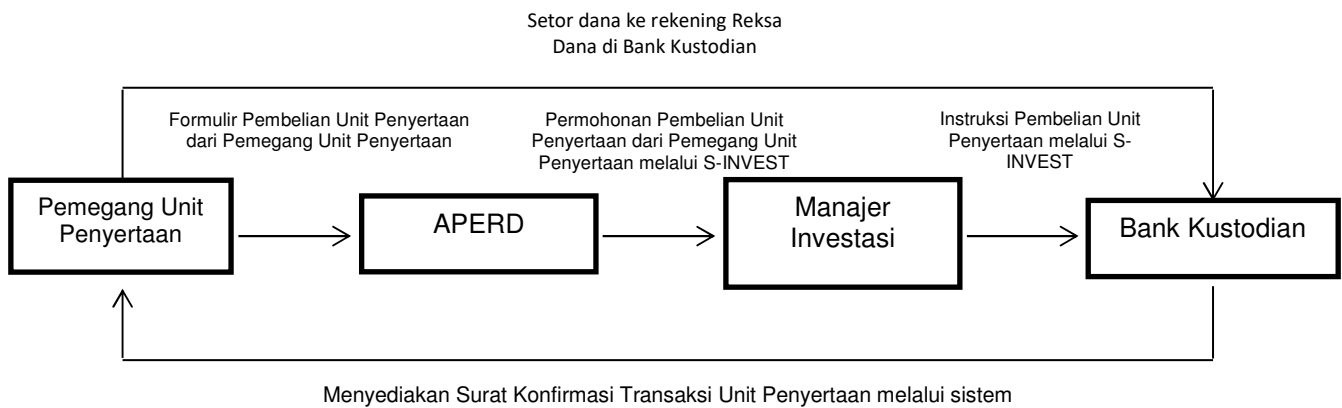 Setor dana ke rekening Reksa
Dana di Bank Kustodian
Formulir Pembelian Unit Penyertaan
dari Pemegang Unit Penyertaan
Permohonan Pembelian Unit
Penyertaan dari Pemegang Unit
Penyertaan melalui S-INVEST
Instruksi Pembelian Unit
Penyertaan melalui S-
INVEST
Pemegang Unit
Penyertaan
APERD
Manajer
Investasi
Bank Kustodian
Menyediakan Surat Konfirmasi Transaksi Unit Penyertaan melalui sistem